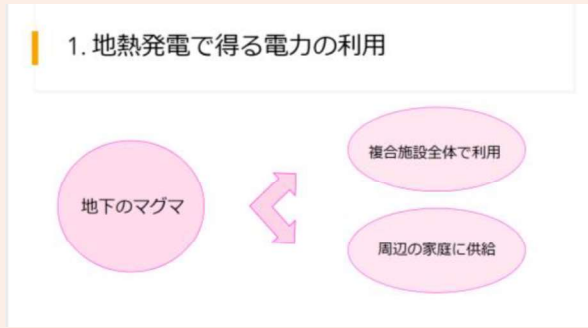 1. 地熱発電で得る電力の利用
地下のマグマ
複合施設全体で利用
周辺の家庭に供給